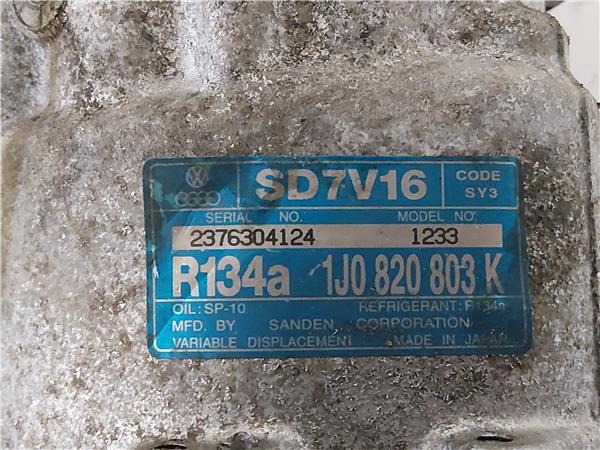 SD7V16
CODE
SY3
SERIAL NO. MODEL NO.
2376304124 1233
R134a 1J0 820 803 K
OIL:SP-10 REFRIGERANT:R134a
MFD. BY SANDEN CORPORATION
VARIABLE DISPLACEMENT MADE IN JAPAN